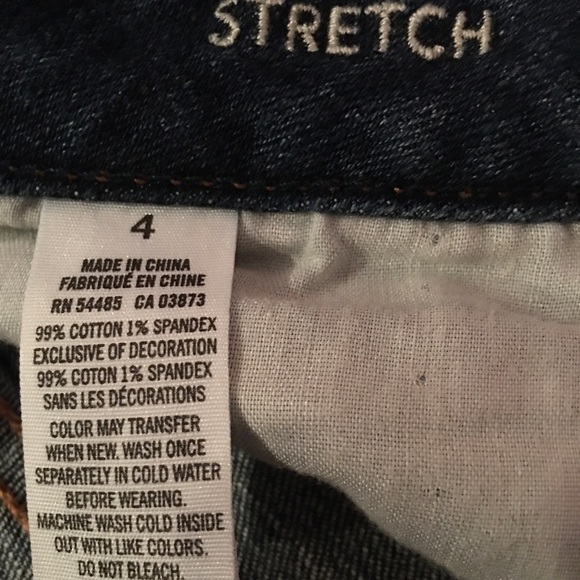 STRETCH
4
MADE IN CHINA
FABRIQUÉ EN CHINE
RN 54485 CA 03873
99% COTTON 1% SPANDEX
EXCLUSIVE OF DECORATION
99% COTON 1% SPANDEX
SANS LES DÉCORATIONS
COLOR MAY TRANSFER
WHEN NEW. WASH ONCE
SEPARATELY IN COLD WATER
BEFORE WEARING.
MACHINE WASH COLD INSIDE
OUT WITH LIKE COLORS.
DO NOT BLEACH.